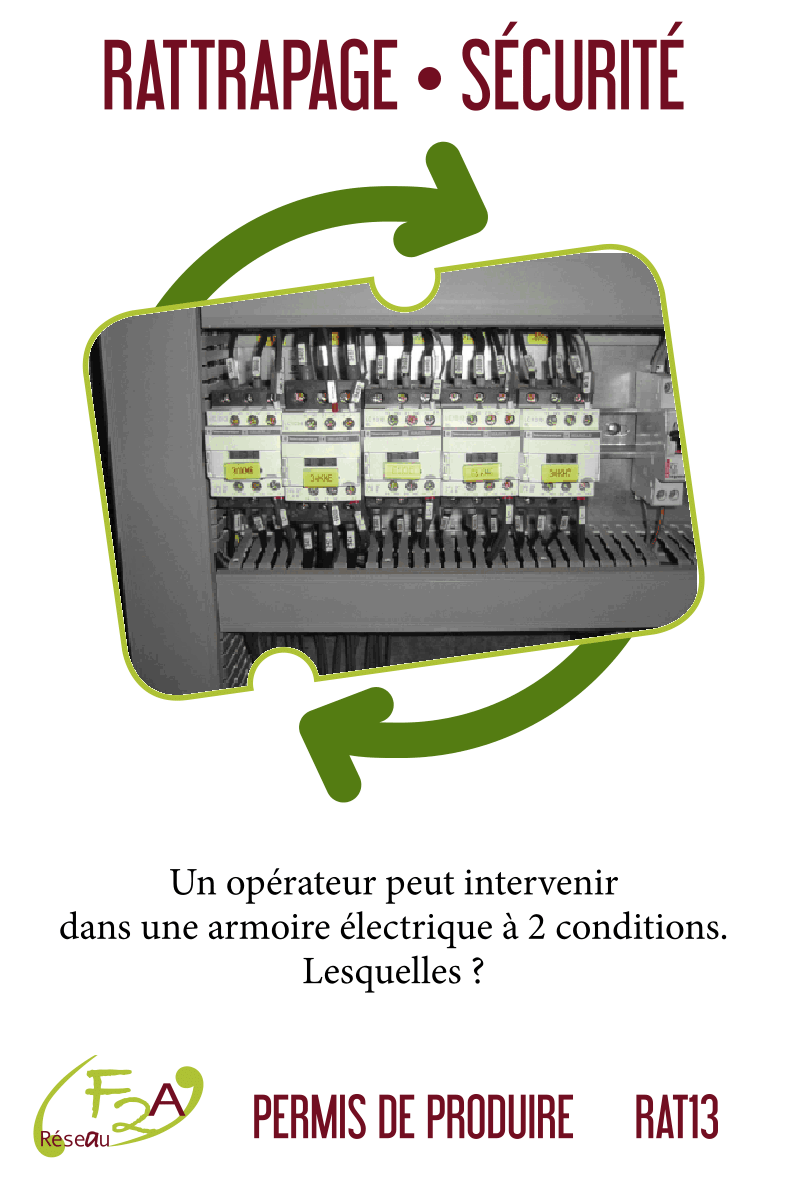 RATTRAPAGE • SÉCURITÉ
Un opérateur peut intervenir
dans une armoire électrique à 2 conditions.
Lesquelles ?
F2A
Réseau
PERMIS DE PRODUIRE RAT13